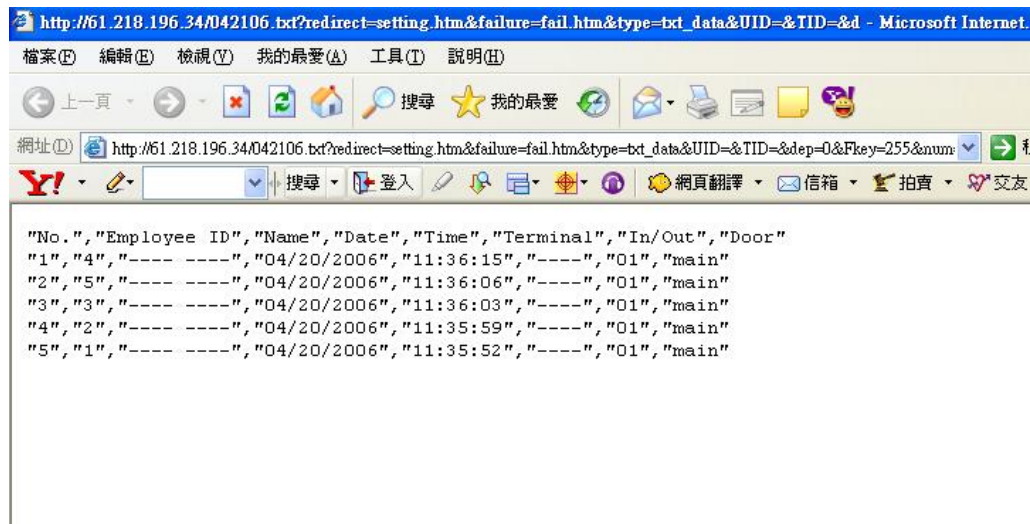 http://61.218.196.34/042106.txt?redirect=setting.htm&failure=fail.htm&type=txt_data&UID=&TID=&d - Microsoft Internet
檔案(F) 編輯(E) 檢視(V) 我的最愛(A) 工具(T) 說明(H)
上一頁 搜尋 我的最愛
網址(D) http://61.218.196.34/042106.txt?redirect=setting.htm&failure=fail.htm&type=txt_data&UID=&TID=&dep=0&Fkey=255&num
Y! 搜尋 登入 網頁翻譯 信箱 拍賣 交友
"No.","Employee ID","Name","Date","Time","Terminal","In/Out","Door"
"1","4","---- ----","04/20/2006","11:36:15","----","01","main"
"2","5","---- ----","04/20/2006","11:36:06","----","01","main"
"3","3","---- ----","04/20/2006","11:36:03","----","01","main"
"4","2","---- ----","04/20/2006","11:35:59","----","01","main"
"5","1","---- ----","04/20/2006","11:35:52","----","01","main"